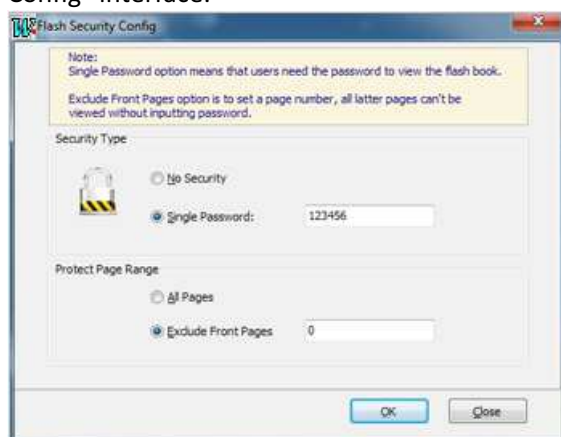 Config" interface.
Flash Security Config
Note:
Single Password option means that users need the password to view the flash book.
Exclude Front Pages option is to set a page number, all latter pages can't be
viewed without inputting password.
Security Type
No Security
Single Password: 123456
Protect Page Range
All Pages
Exclude Front Pages 0
OK Close